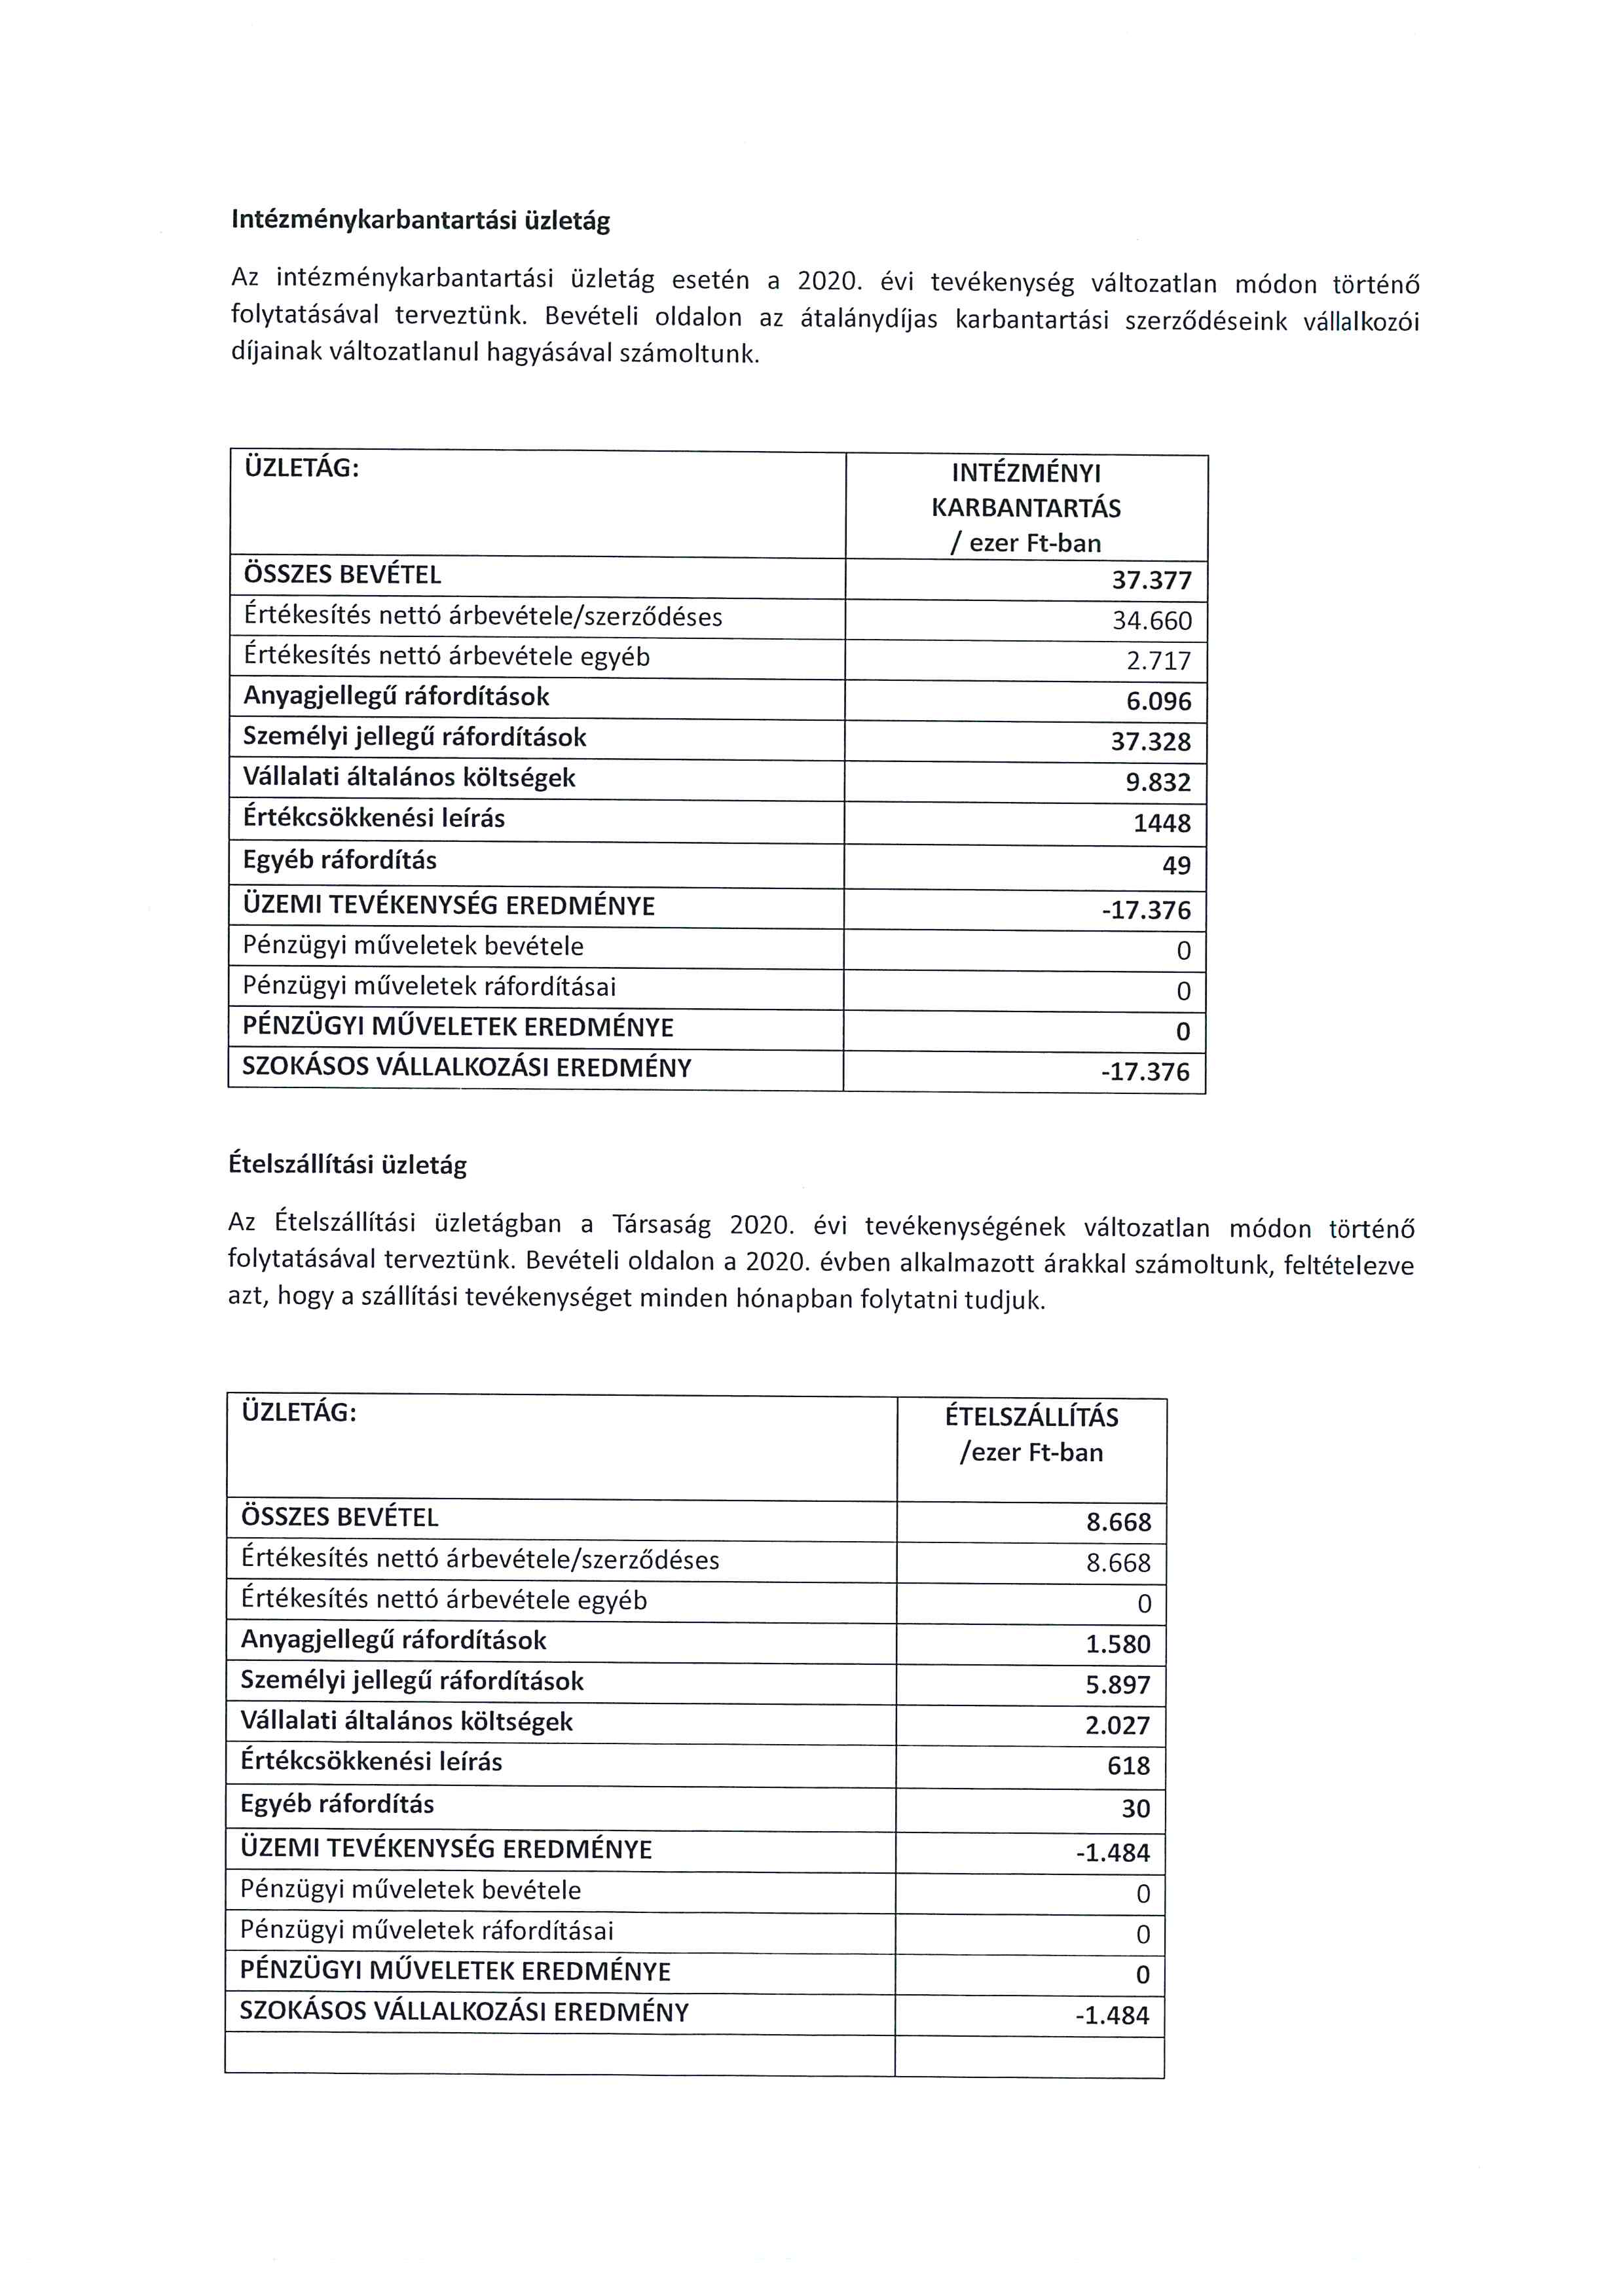 Intézménykarbantartási üzletág
Az intézménykarbantartási üzletág esetén a 2020. évi tevékenység változatlan módon történő
folytatásával terveztünk. Bevételi oldalon az átalánydíjas karbantartási szerződéseink vállalkozói
díjainak változatlanul hagyásával számoltunk.
ÜZLETÁG: INTÉZMÉNYI
KARBANTARTÁS
/ ezer Ft-ban
ÖSSZES BEVÉTEL 37.377
Értékesítés nettó árbevétele/szerződéses 34.660
Értékesítés nettó árbevétele egyéb 2.717
Anyagjellegű ráfordítások 6.096
Személyi jellegű ráfordítások 37.328
Vállalati általános költségek 9.832
Értékcsökkenési leírás 1448
Egyéb ráfordítás 49
ÜZEMI TEVÉKENYSÉG EREDMÉNYE -17.376
Pénzügyi műveletek bevétele 0
Pénzügyi műveletek ráfordításai 0
PÉNZÜGYI MŰVELETEK EREDMÉNYE 0
SZOKÁSOS VÁLLALKOZÁSI EREDMÉNY -17.376
Ételszállítási üzletág
Az Ételszállítási üzletágban a Társaság 2020. évi tevékenységének változatlan módon történő
folytatásával terveztünk. Bevételi oldalon a 2020. évben alkalmazott árakkal számoltunk, feltételezve
azt, hogy a szállítási tevékenységet minden hónapban folytatni tudjuk.
ÜZLETÁG: ÉTELSZÁLLÍTÁS
/ezer Ft-ban
ÖSSZES BEVÉTEL 8.668
Értékesítés nettó árbevétele/szerződéses 8.668
Értékesítés nettó árbevétele egyéb 0
Anyagjellegű ráfordítások 1.580
Személyi jellegű ráfordítások 5.897
Vállalati általános költségek 2.027
Értékcsökkenési leírás 618
Egyéb ráfordítás 30
ÜZEMI TEVÉKENYSÉG EREDMÉNYE -1.484
Pénzügyi műveletek bevétele 0
Pénzügyi műveletek ráfordításai 0
PÉNZÜGYI MŰVELETEK EREDMÉNYE 0
SZOKÁSOS VÁLLALKOZÁSI EREDMÉNY -1.484